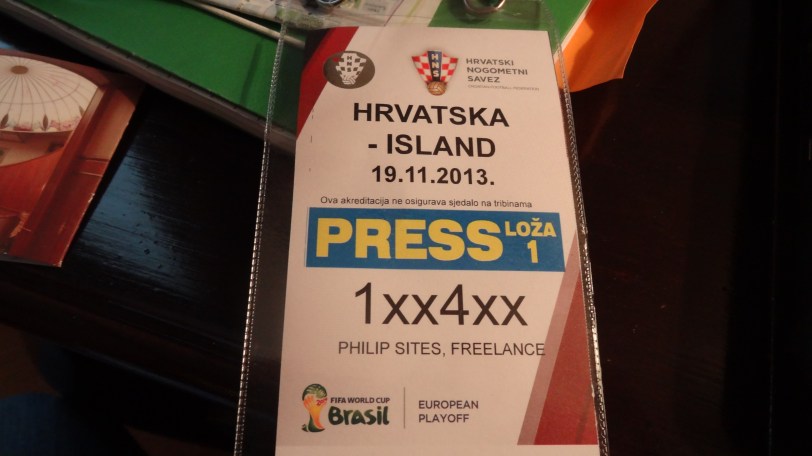 HNS
HRVATSKI
NOGOMETNI
SAVEZ
HRVATSKA
- ISLAND
19.11.2013.
Ova akreditacija ne osigurava sjedalo na tribinama
PRESS LOŽA
1
1xx4xx
PHILIP SITES, FREELANCE
FIFA WORLD CUP
Brasil
EUROPEAN
PLAYOFF